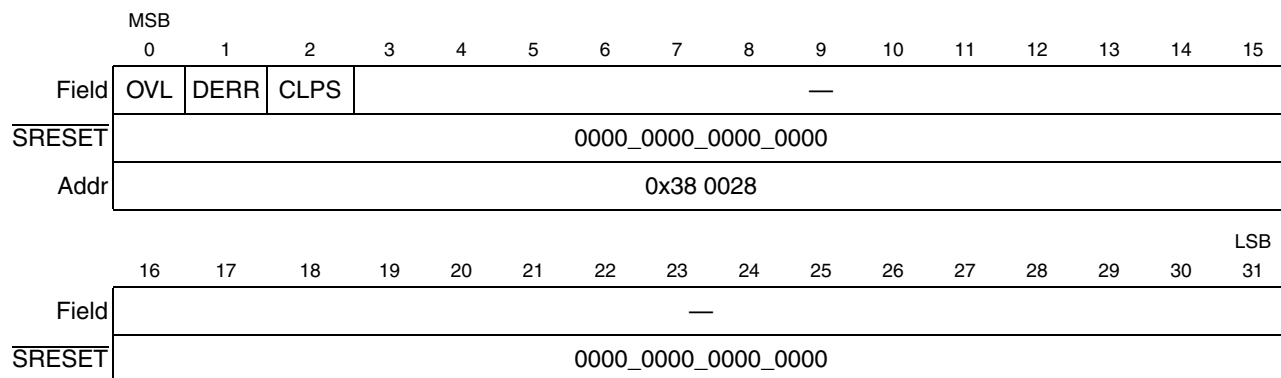 MSB
0 1 2 3 4 5 6 7 8 9 10 11 12 13 14 15
Field OVL DERR CLPS —
SRESET 0000_0000_0000_0000
Addr 0x38 0028
LSB
16 17 18 19 20 21 22 23 24 25 26 27 28 29 30 31
Field —
SRESET 0000_0000_0000_0000